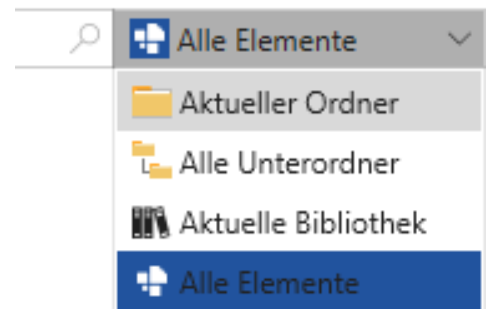 Alle Elemente
Aktueller Ordner
Alle Unterordner
Aktuelle Bibliothek
Alle Elemente